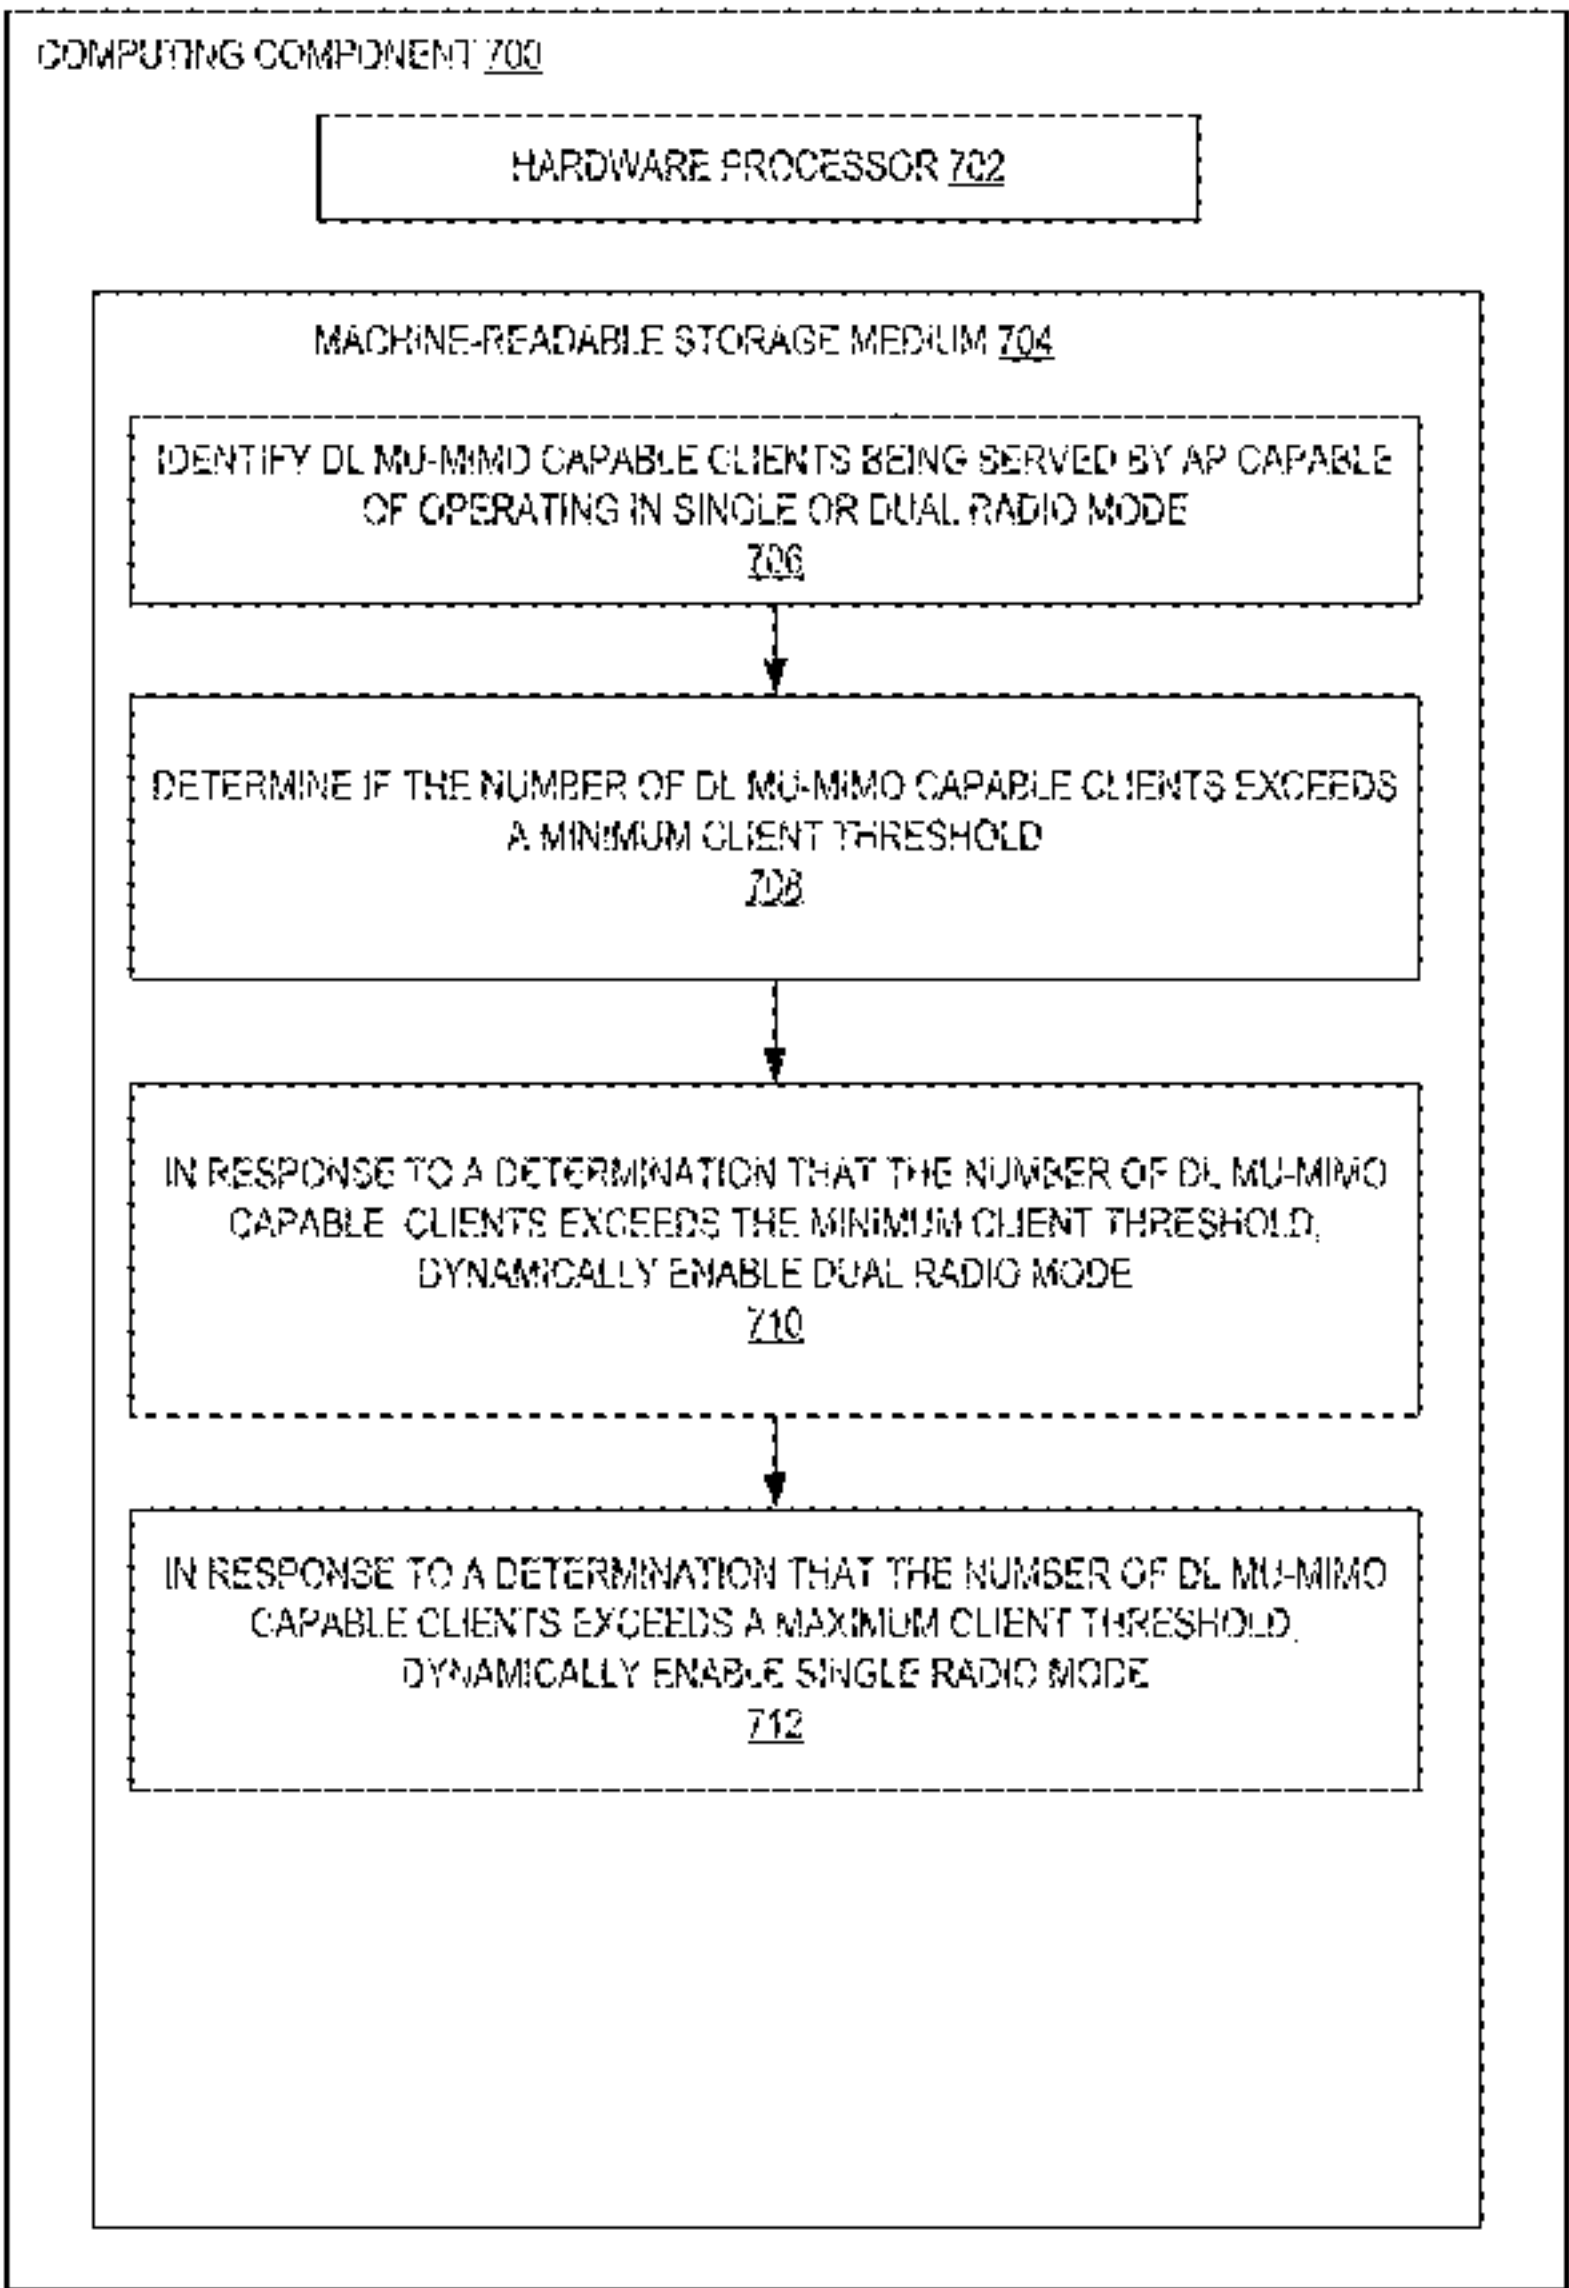 COMPUTING COMPONENT 700
HARDWARE PROCESSOR 702
MACHINE-READABLE STORAGE MEDIUM 704
IDENTIFY DL MU-MIMO CAPABLE CLIENTS BEING SERVED BY AP CAPABLE
OF OPERATING IN SINGLE OR DUAL RADIO MODE
706
DETERMINE IF THE NUMBER OF DL MU-MIMO CAPABLE CLIENTS EXCEEDS
A MINIMUM CLIENT THRESHOLD
708
IN RESPONSE TO A DETERMINATION THAT THE NUMBER OF DL MU-MIMO
CAPABLE CLIENTS EXCEEDS THE MINIMUM CLIENT THRESHOLD,
DYNAMICALLY ENABLE DUAL RADIO MODE
710
IN RESPONSE TO A DETERMINATION THAT THE NUMBER OF DL MU-MIMO
CAPABLE CLIENTS EXCEEDS A MAXIMUM CLIENT THRESHOLD,
DYNAMICALLY ENABLE SINGLE RADIO MODE
712